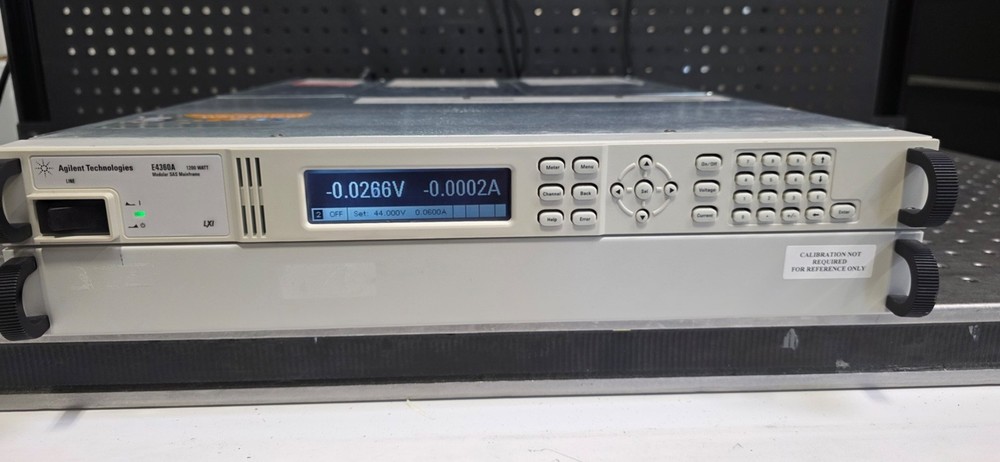 Agilent Technologies
E4360A
1200 WATT
Modular SAS Mainframe
LINE
LXI
-0.0266V -0.0002A
2 OFF Set: 44.000V 0.0600A
Meter
Menu
Channel
Back
Help
Error
Sel
On/Off
Voltage
Current
Enter
CALIBRATION NOT
REQUIRED
FOR REFERENCE ONLY